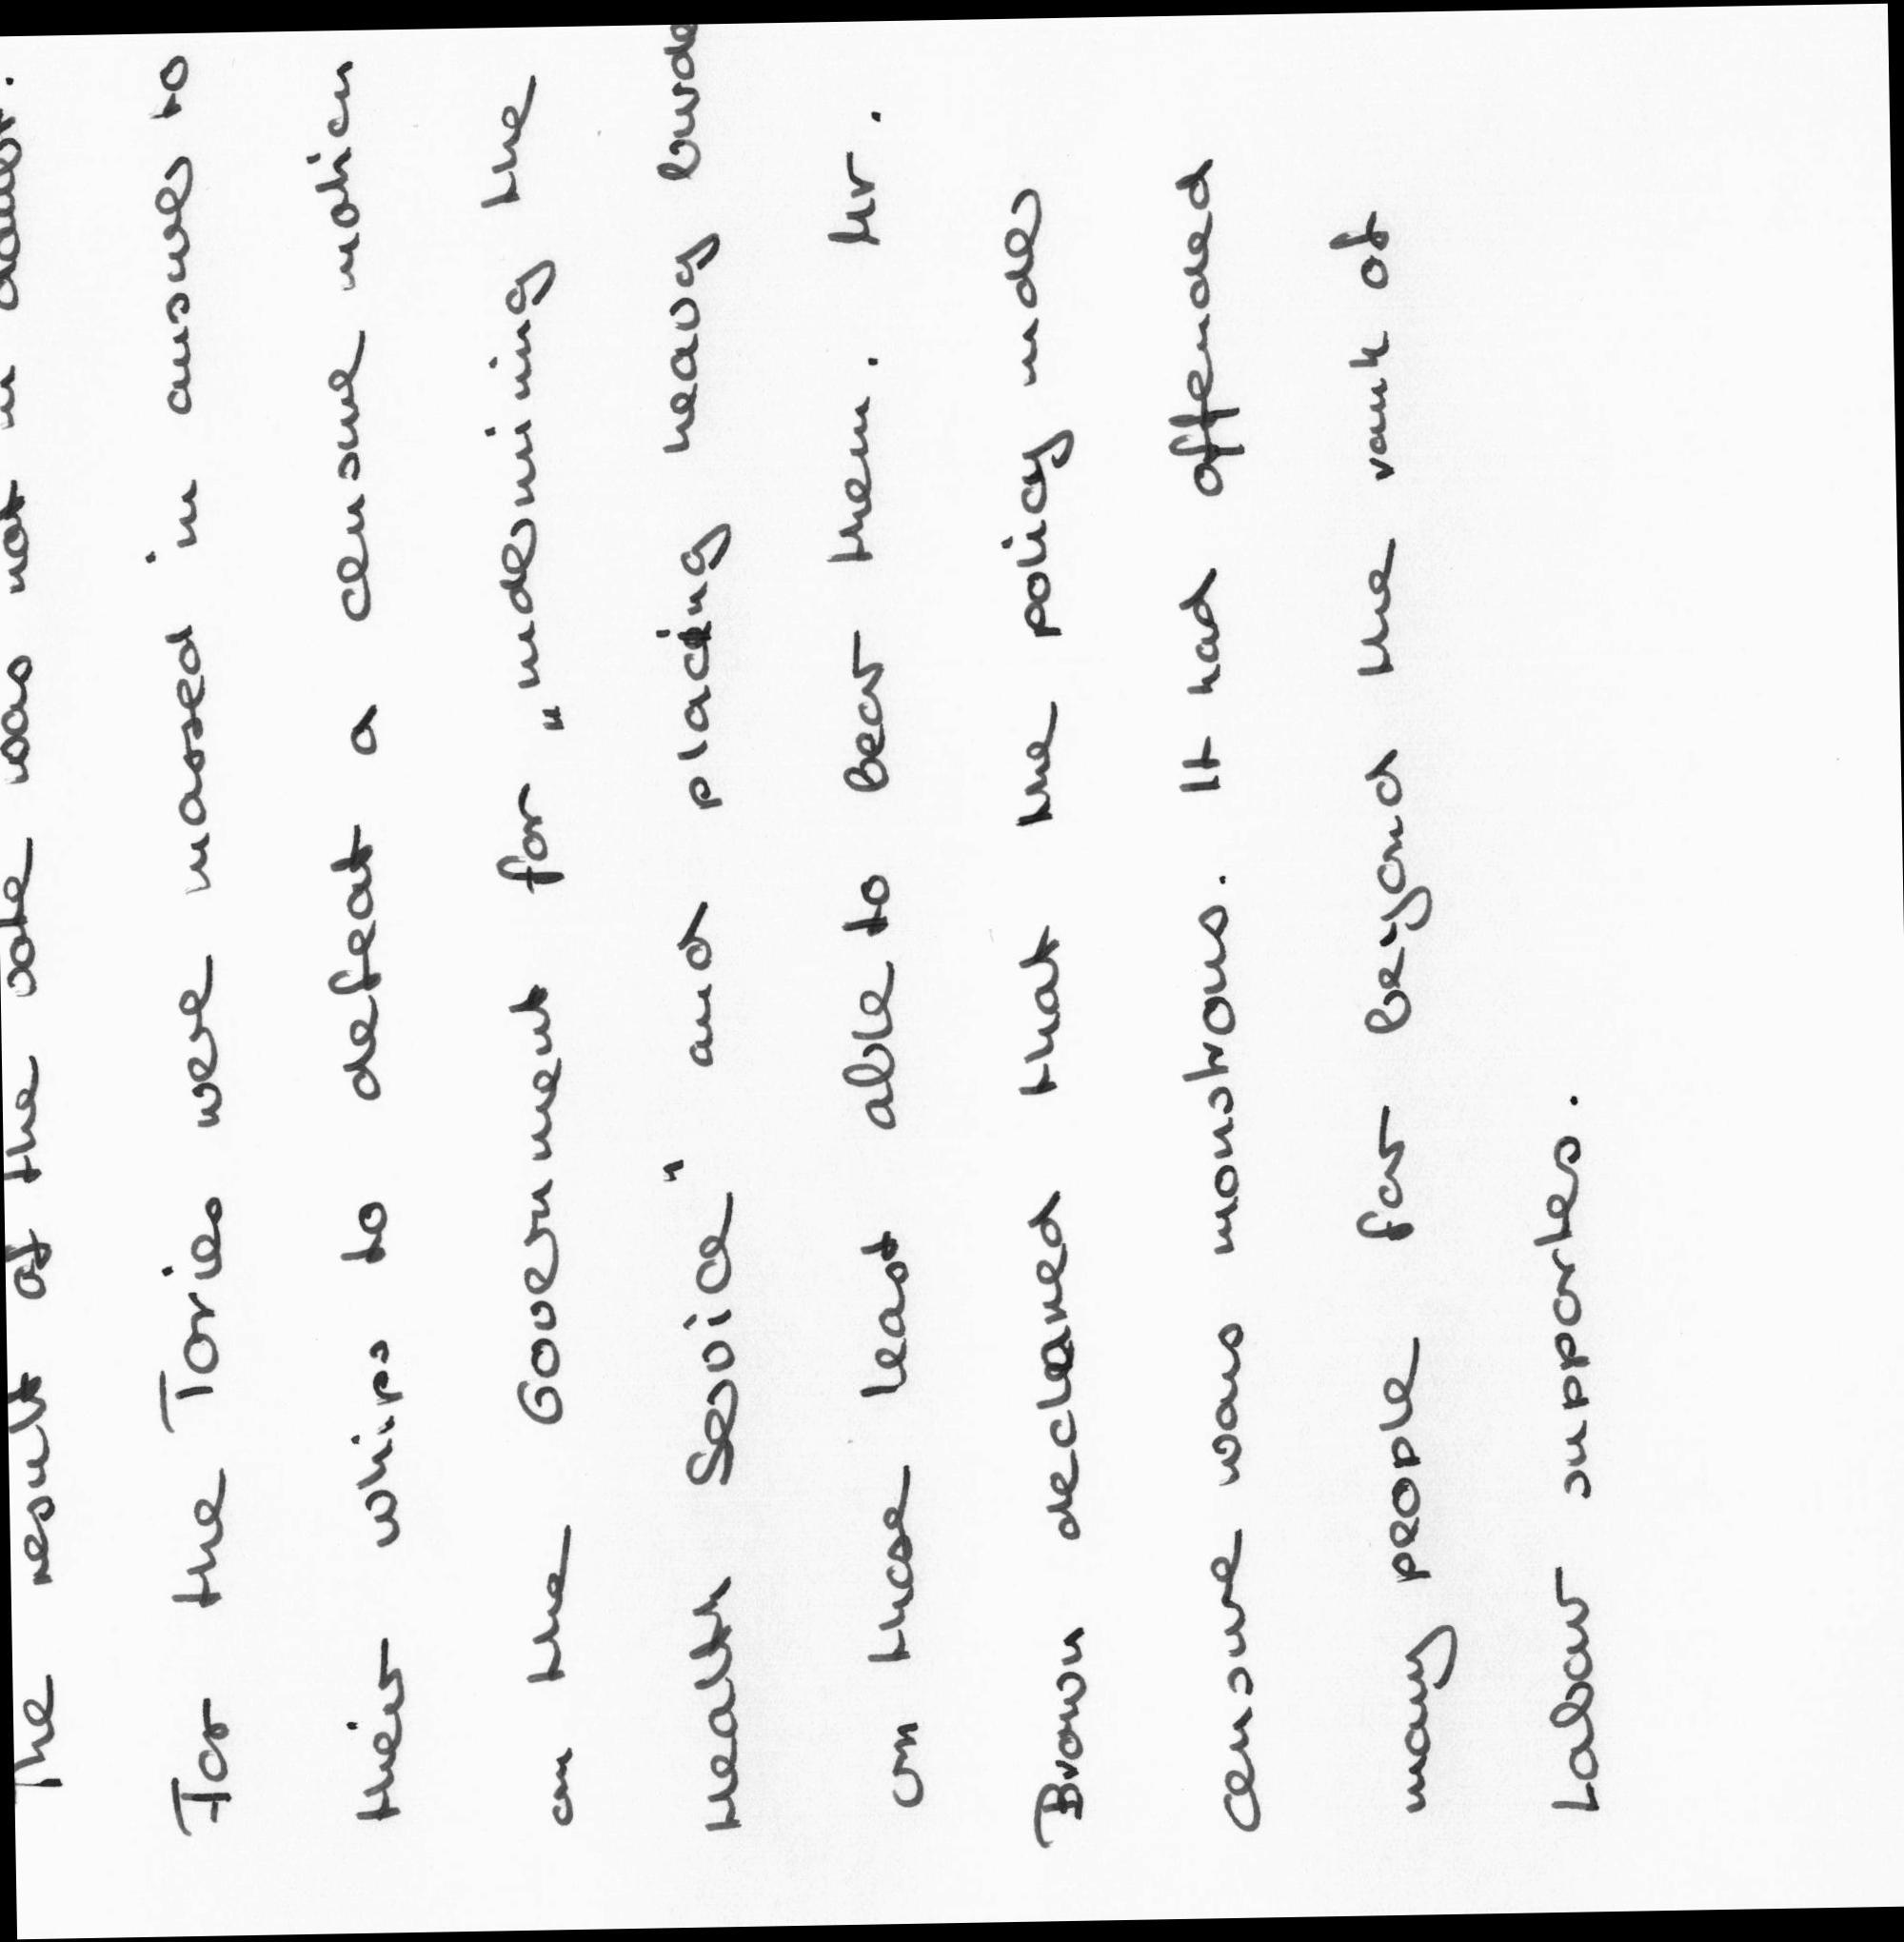 The result of the vote was not in doubt.
For the Tories were massed in answer to
their whips to defeat a censure motion
on the Government for "undermining the
Health Service" and placing heavy burde
on those least able to bear them. Mr.
Brown declared that the policy under
censure was monstrous. It had offended
many people far beyond the rank of
Labour supporters.